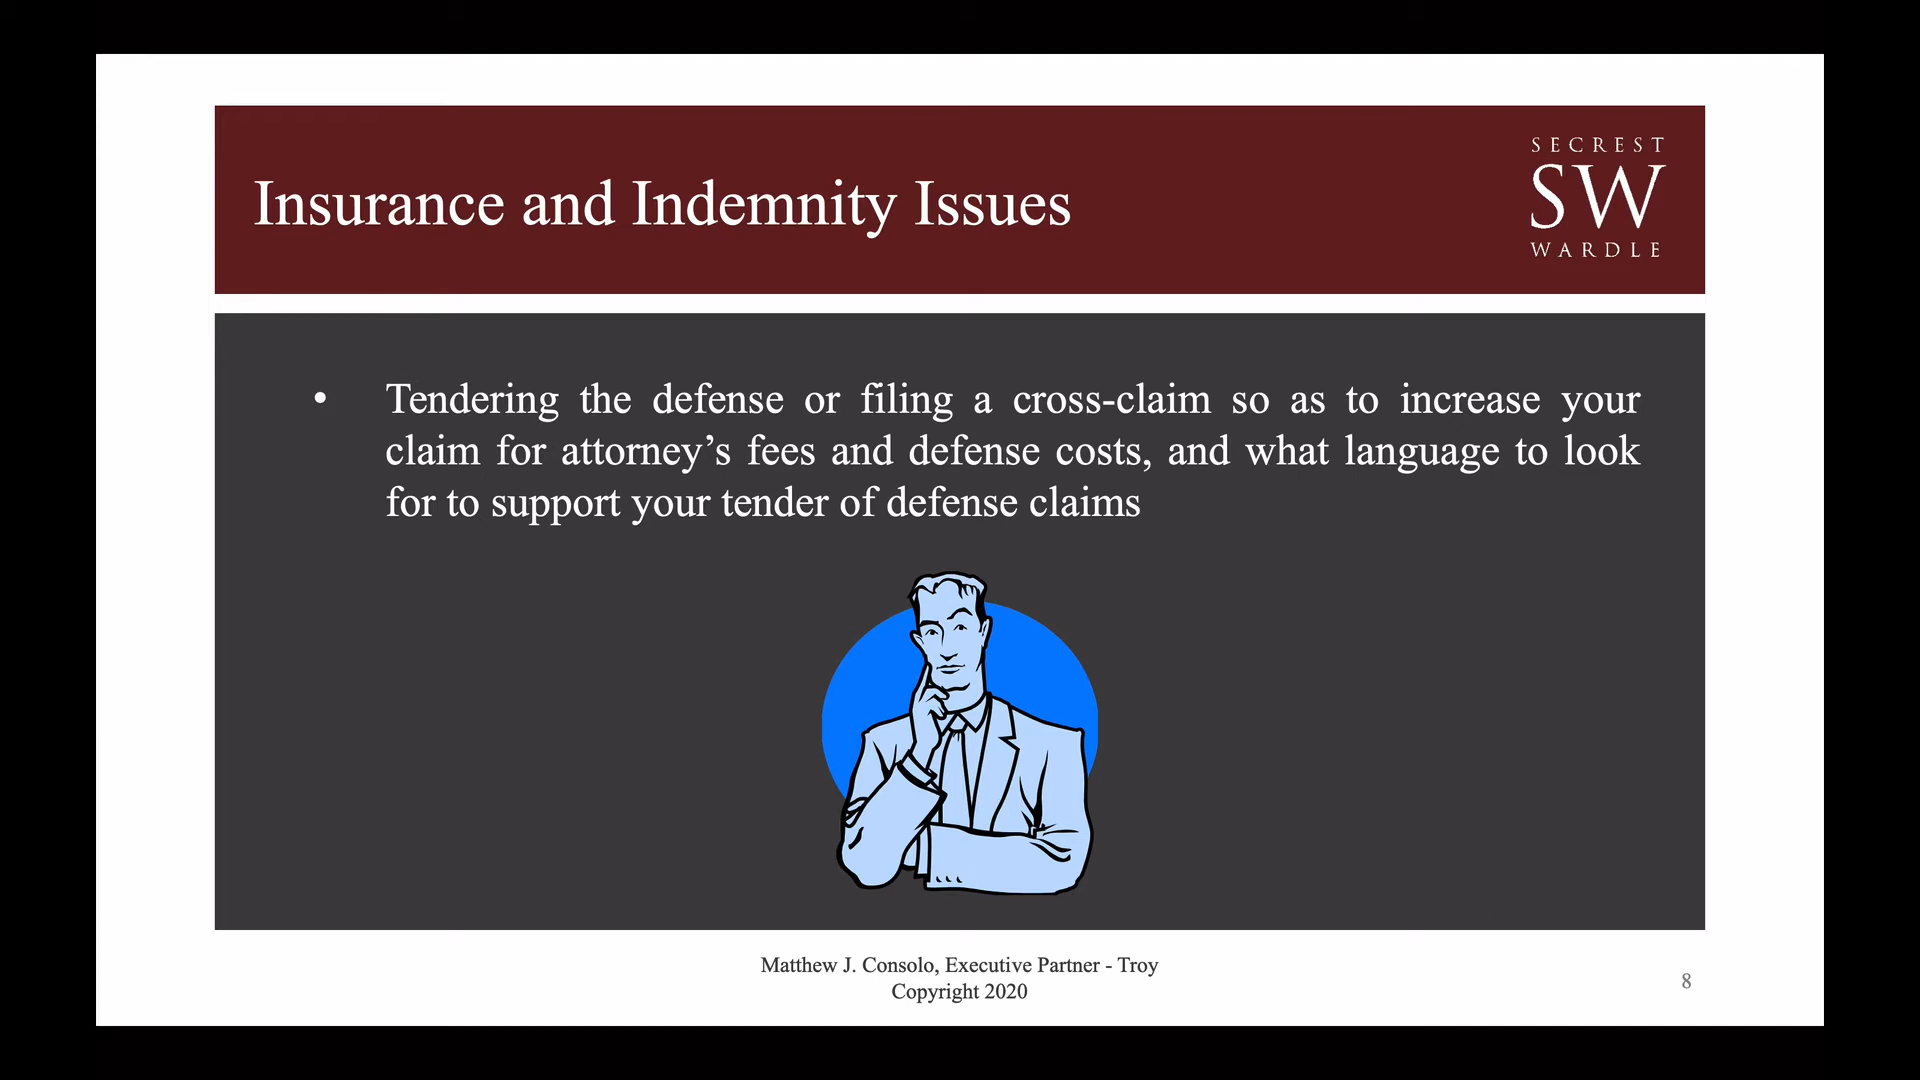 Insurance and Indemnity Issues
SECREST
SW
WARDLE
• Tendering the defense or filing a cross-claim so as to increase your
claim for attorney’s fees and defense costs, and what language to look
for to support your tender of defense claims
Matthew J. Consolo, Executive Partner - Troy
Copyright 2020
8